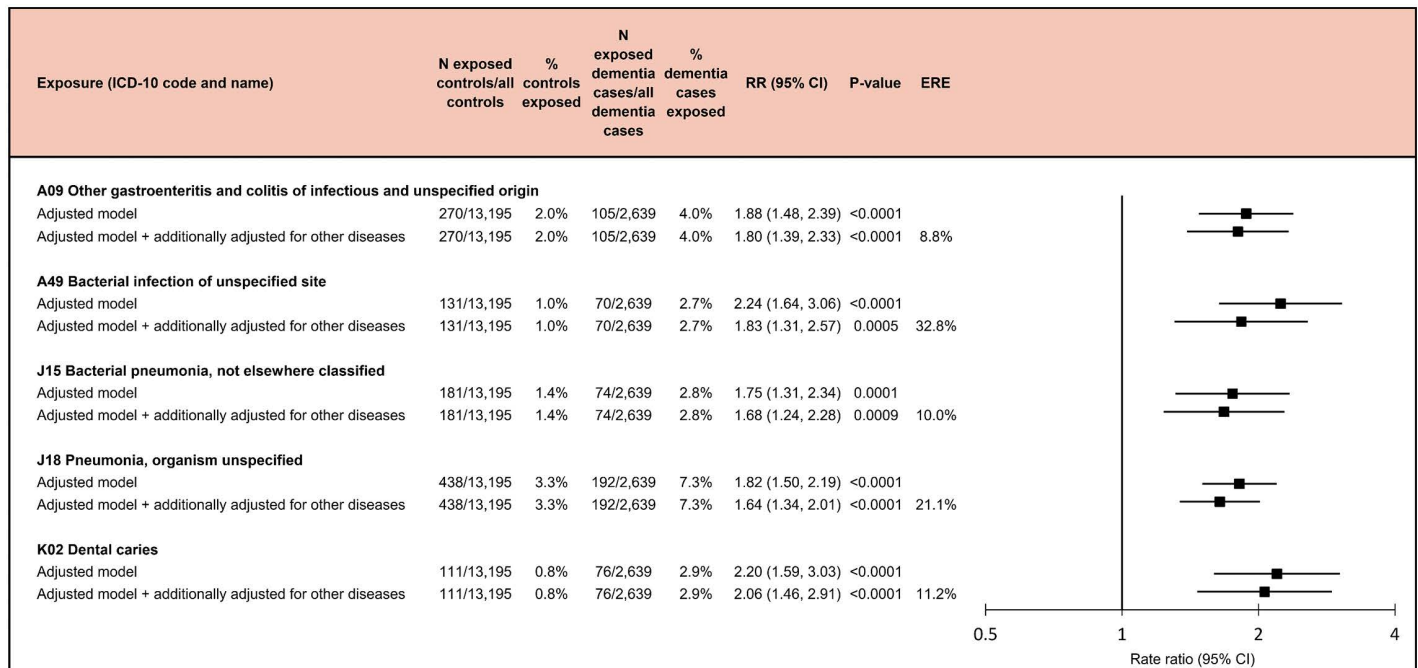 Exposure (ICD-10 code and name)
N exposed
controls/all
controls
%
controls
exposed
N
exposed
dementia
cases/all
dementia
cases
%
dementia
cases
exposed
RR (95% CI)
P-value
ERE
A09 Other gastroenteritis and colitis of infectious and unspecified origin
Adjusted model 270/13,195 2.0% 105/2,639 4.0% 1.88 (1.48, 2.39) <0.0001
Adjusted model + additionally adjusted for other diseases 270/13,195 2.0% 105/2,639 4.0% 1.80 (1.39, 2.33) <0.0001 8.8%
A49 Bacterial infection of unspecified site
Adjusted model 131/13,195 1.0% 70/2,639 2.7% 2.24 (1.64, 3.06) <0.0001
Adjusted model + additionally adjusted for other diseases 131/13,195 1.0% 70/2,639 2.7% 1.83 (1.31, 2.57) 0.0005 32.8%
J15 Bacterial pneumonia, not elsewhere classified
Adjusted model 181/13,195 1.4% 74/2,639 2.8% 1.75 (1.31, 2.34) 0.0001
Adjusted model + additionally adjusted for other diseases 181/13,195 1.4% 74/2,639 2.8% 1.68 (1.24, 2.28) 0.0009 10.0%
J18 Pneumonia, organism unspecified
Adjusted model 438/13,195 3.3% 192/2,639 7.3% 1.82 (1.50, 2.19) <0.0001
Adjusted model + additionally adjusted for other diseases 438/13,195 3.3% 192/2,639 7.3% 1.64 (1.34, 2.01) <0.0001 21.1%
K02 Dental caries
Adjusted model 111/13,195 0.8% 76/2,639 2.9% 2.20 (1.59, 3.03) <0.0001
Adjusted model + additionally adjusted for other diseases 111/13,195 0.8% 76/2,639 2.9% 2.06 (1.46, 2.91) <0.0001 11.2%
0.5 1 2 4
Rate ratio (95% CI)